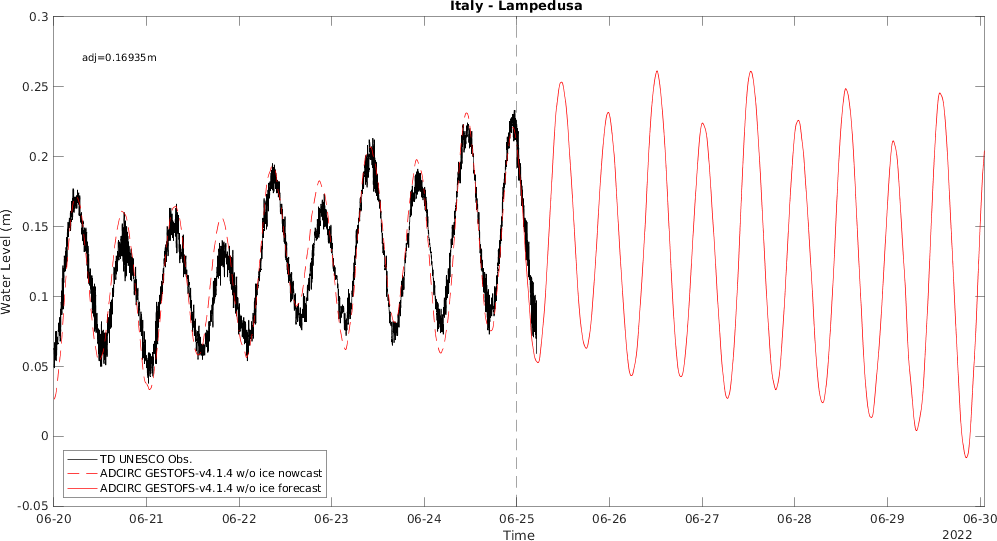 Italy - Lampedusa
adj=0.16935m
0.3
0.25
0.2
0.15
0.1
0.05
0
-0.05
Water Level (m)
TD UNESCO Obs.
ADCIRC GESTOFS-v4.1.4 w/o ice nowcast
ADCIRC GESTOFS-v4.1.4 w/o ice forecast
06-20 06-21 06-22 06-23 06-24 06-25 06-26 06-27 06-28 06-29 06-30
Time
2022